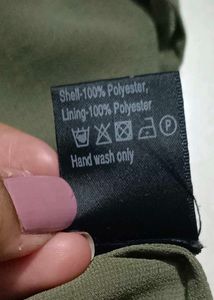 Shell-100% Polyester,
Lining-100% Polyester
P
Hand wash only